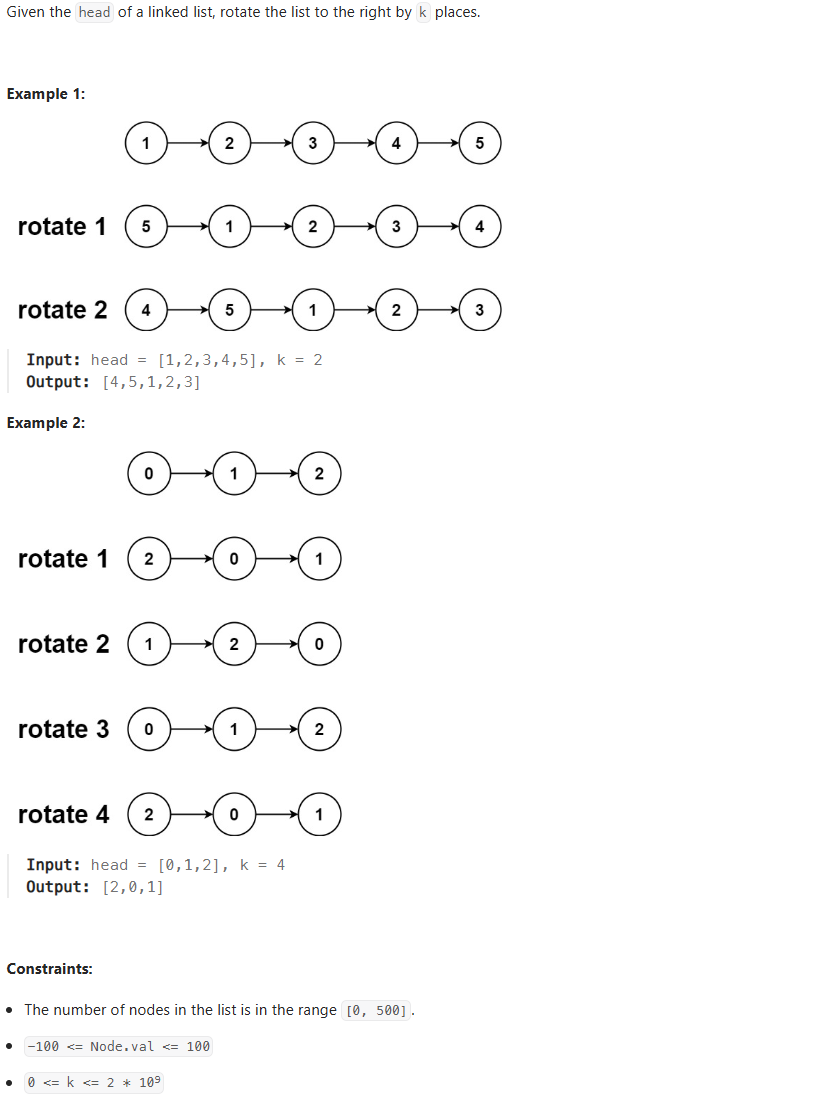 Given the head of a linked list, rotate the list to the right by k places.
Example 1:
1 2 3 4 5
rotate 1 5 1 2 3 4
rotate 2 4 5 1 2 3
Input: head = [1,2,3,4,5], k = 2
Output: [4,5,1,2,3]
Example 2:
0 1 2
rotate 1 2 0 1
rotate 2 1 2 0
rotate 3 0 1 2
rotate 4 2 0 1
Input: head = [0,1,2], k = 4
Output: [2,0,1]
Constraints:
• The number of nodes in the list is in the range [0, 500].
• -100 <= Node.val <= 100
• 0 <= k <= 2 * 10⁹